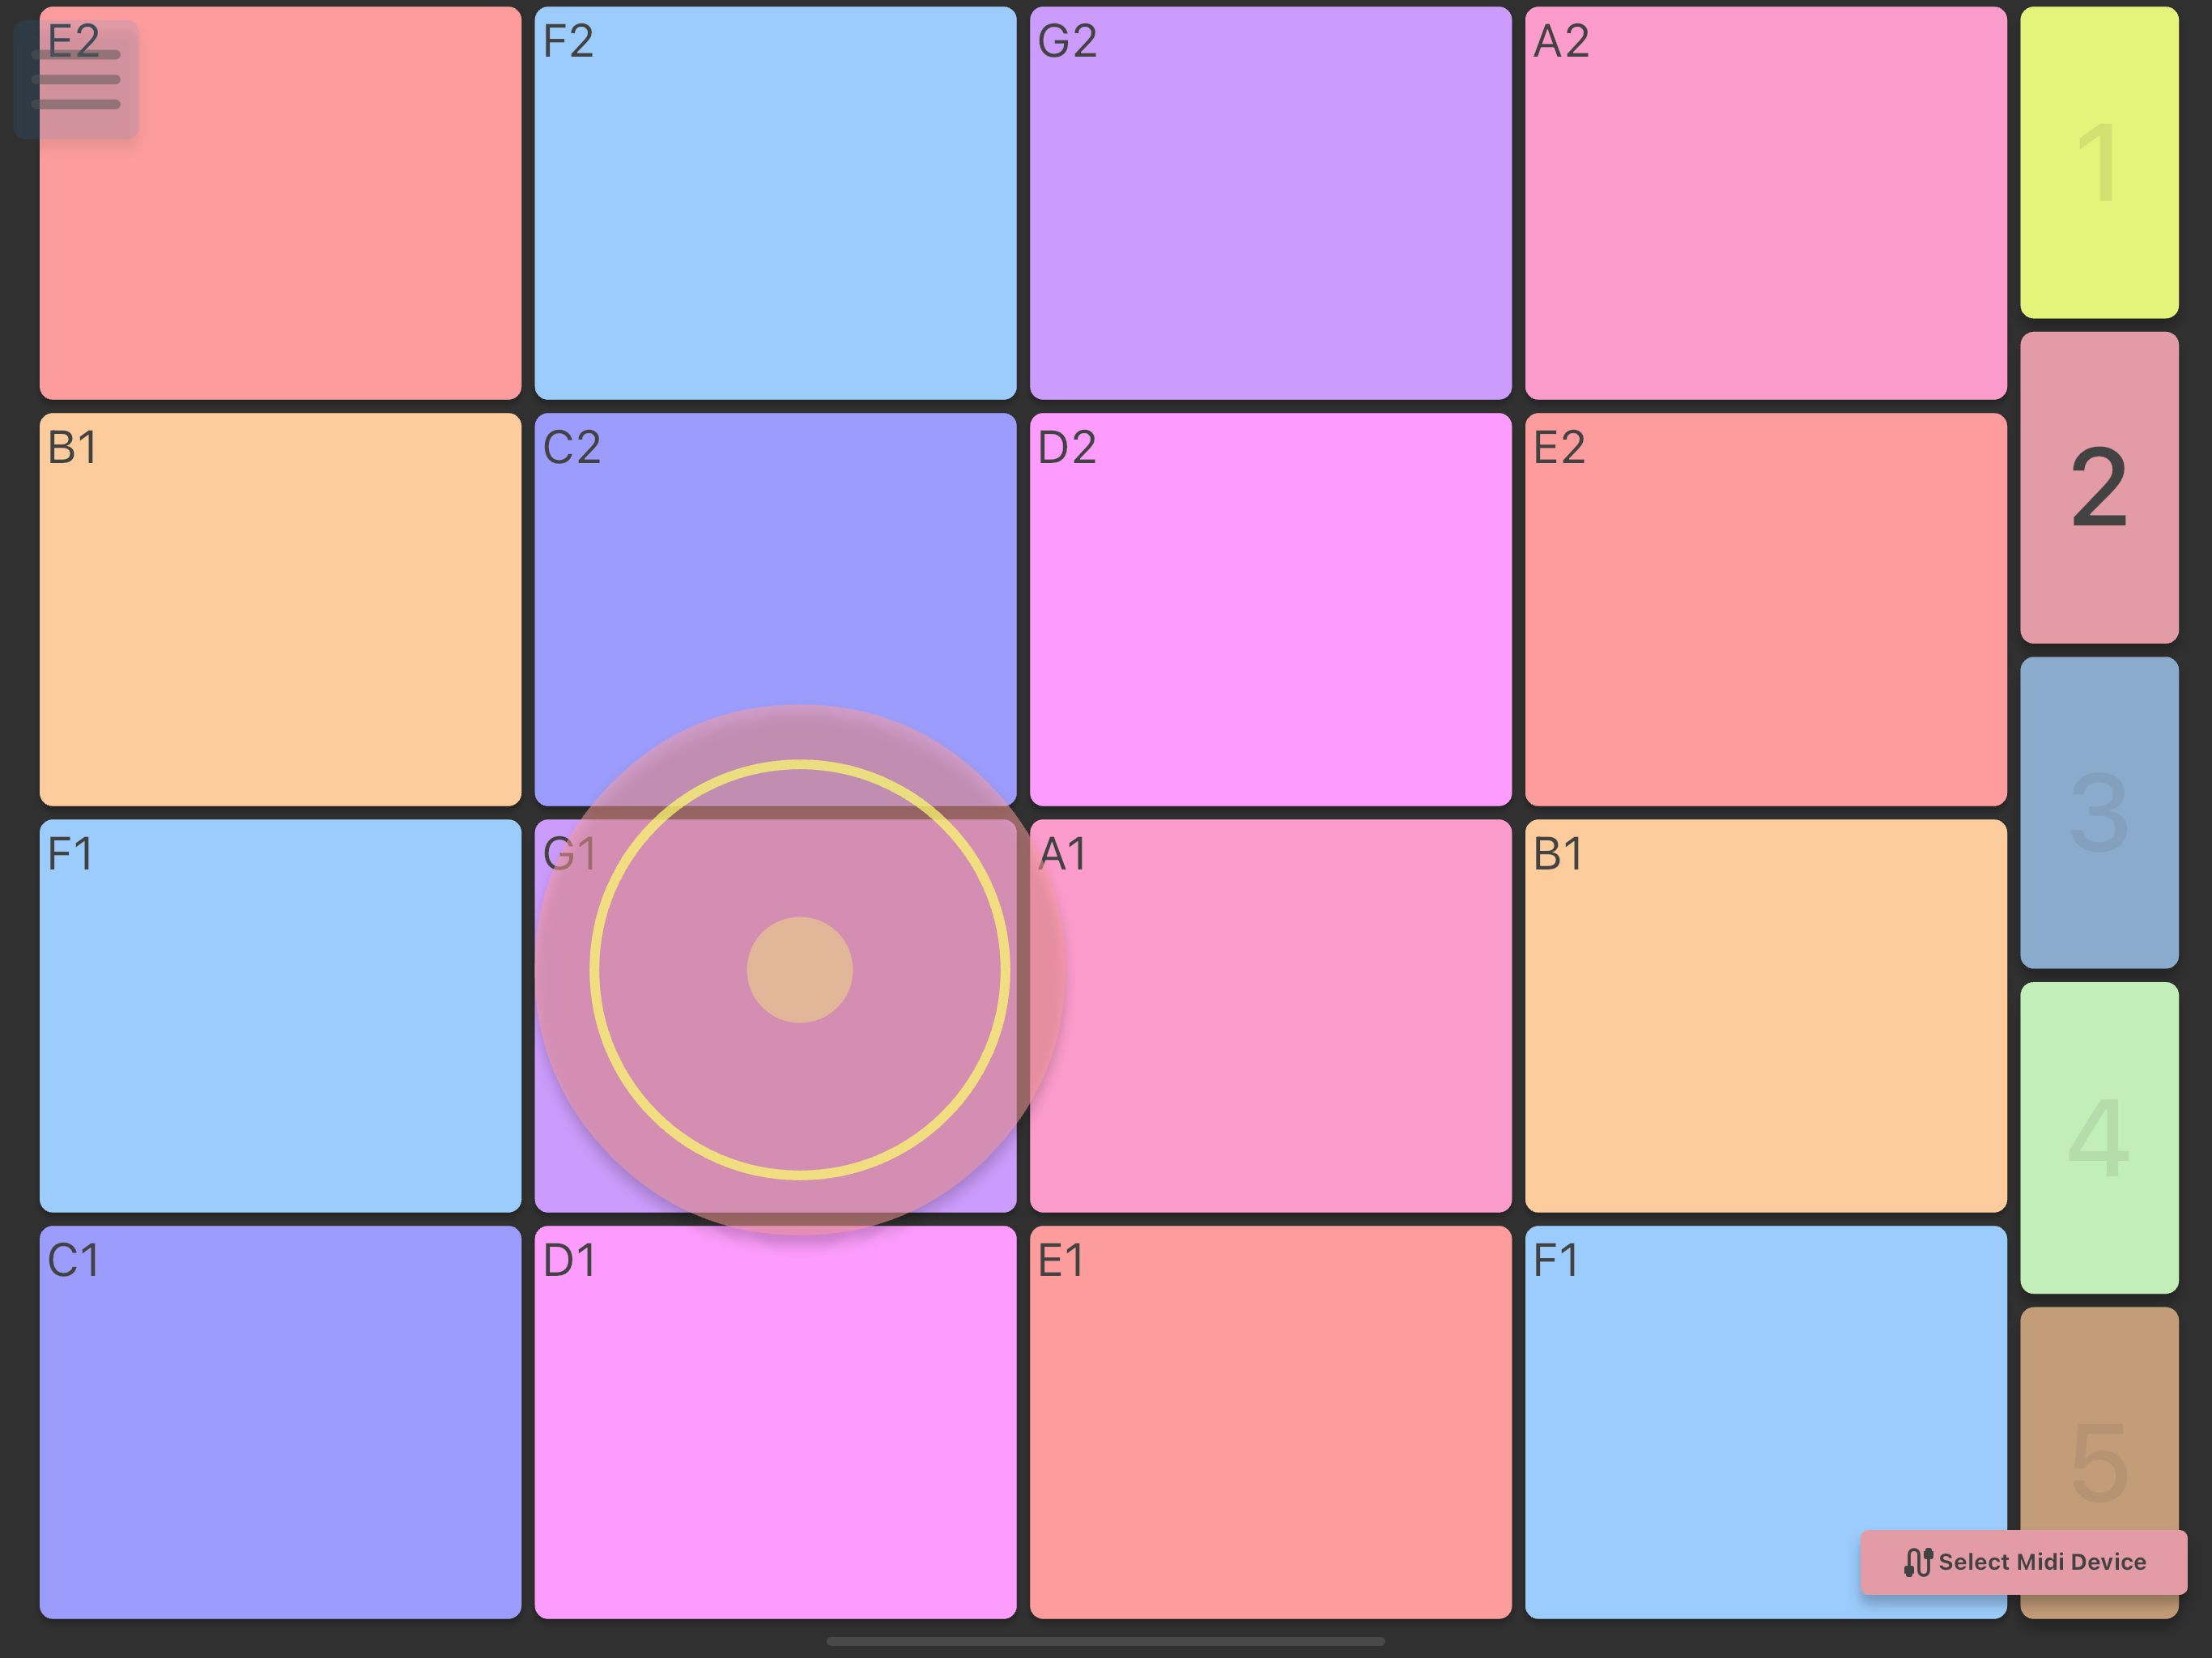 E2 F2 G2 A2
1
B1 C2 D2 E2
2
F1 G1 A1 B1
3
4
C1 D1 E1 F1
5
Select Midi Device